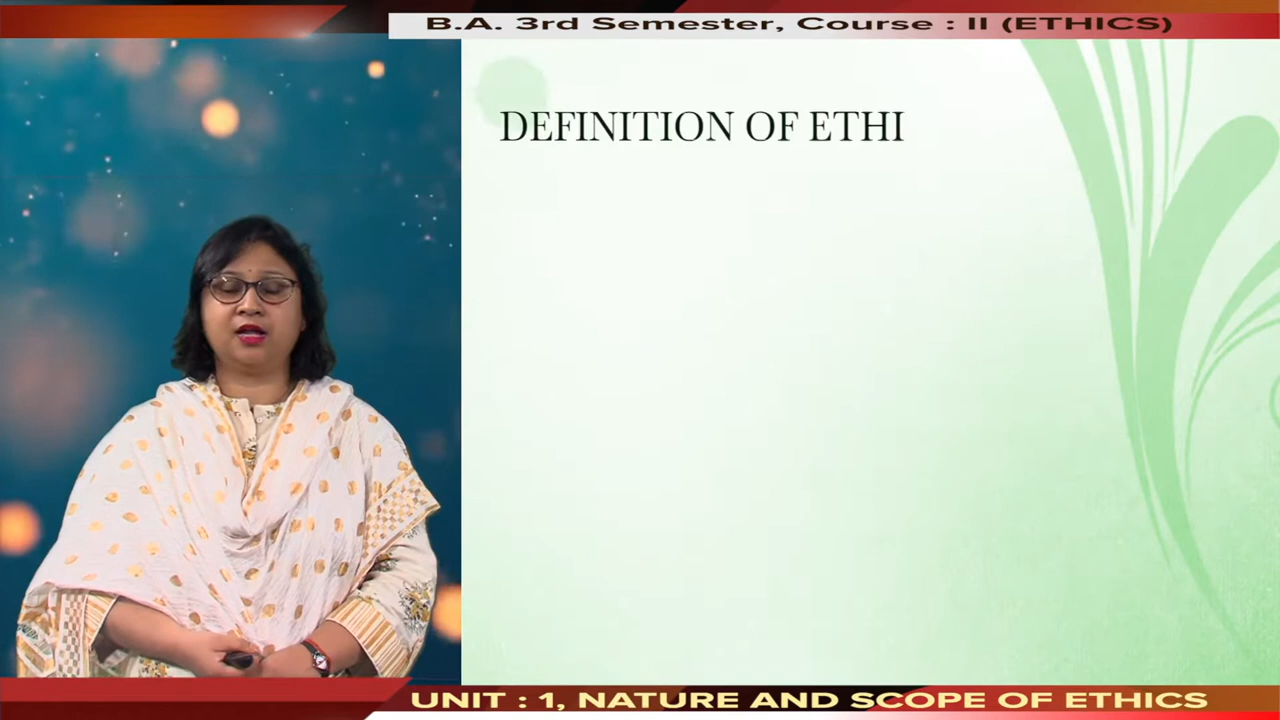 B.A. 3rd Semester, Course : II (ETHICS)
DEFINITION OF ETHI
UNIT : 1, NATURE AND SCOPE OF ETHICS